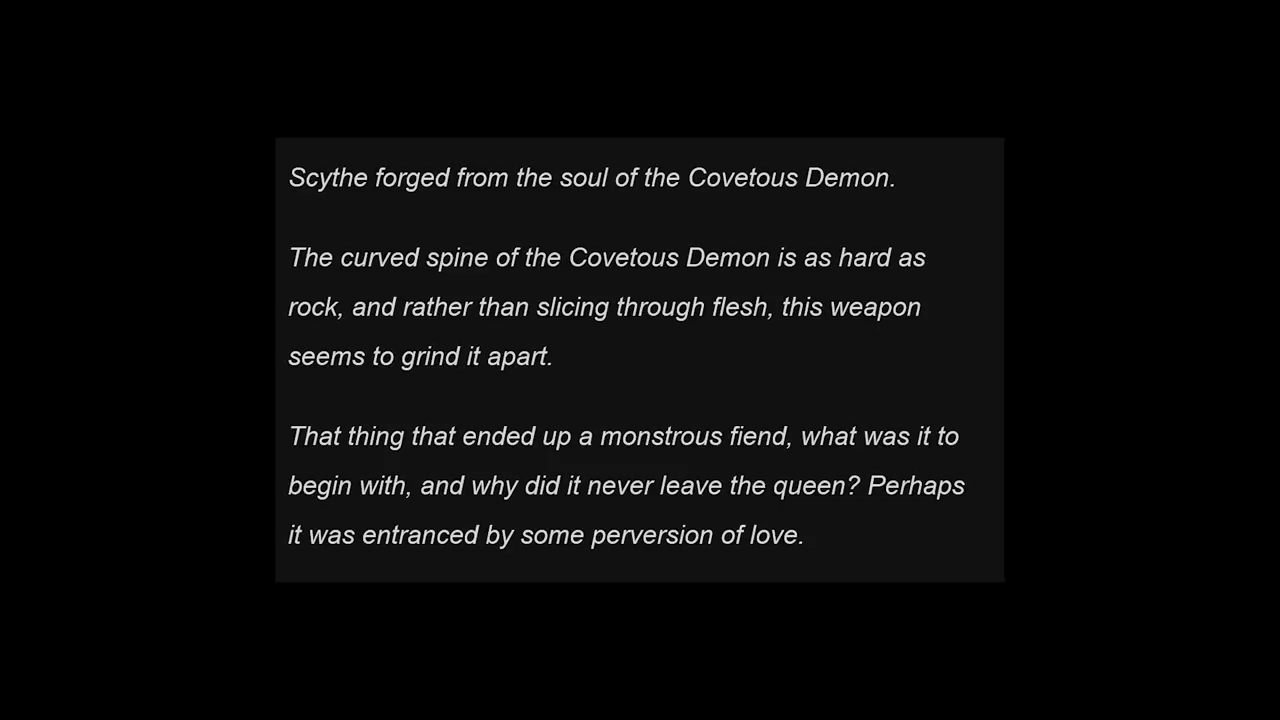 Scythe forged from the soul of the Covetous Demon.
The curved spine of the Covetous Demon is as hard as
rock, and rather than slicing through flesh, this weapon
seems to grind it apart.
That thing that ended up a monstrous fiend, what was it to
begin with, and why did it never leave the queen? Perhaps
it was entranced by some perversion of love.